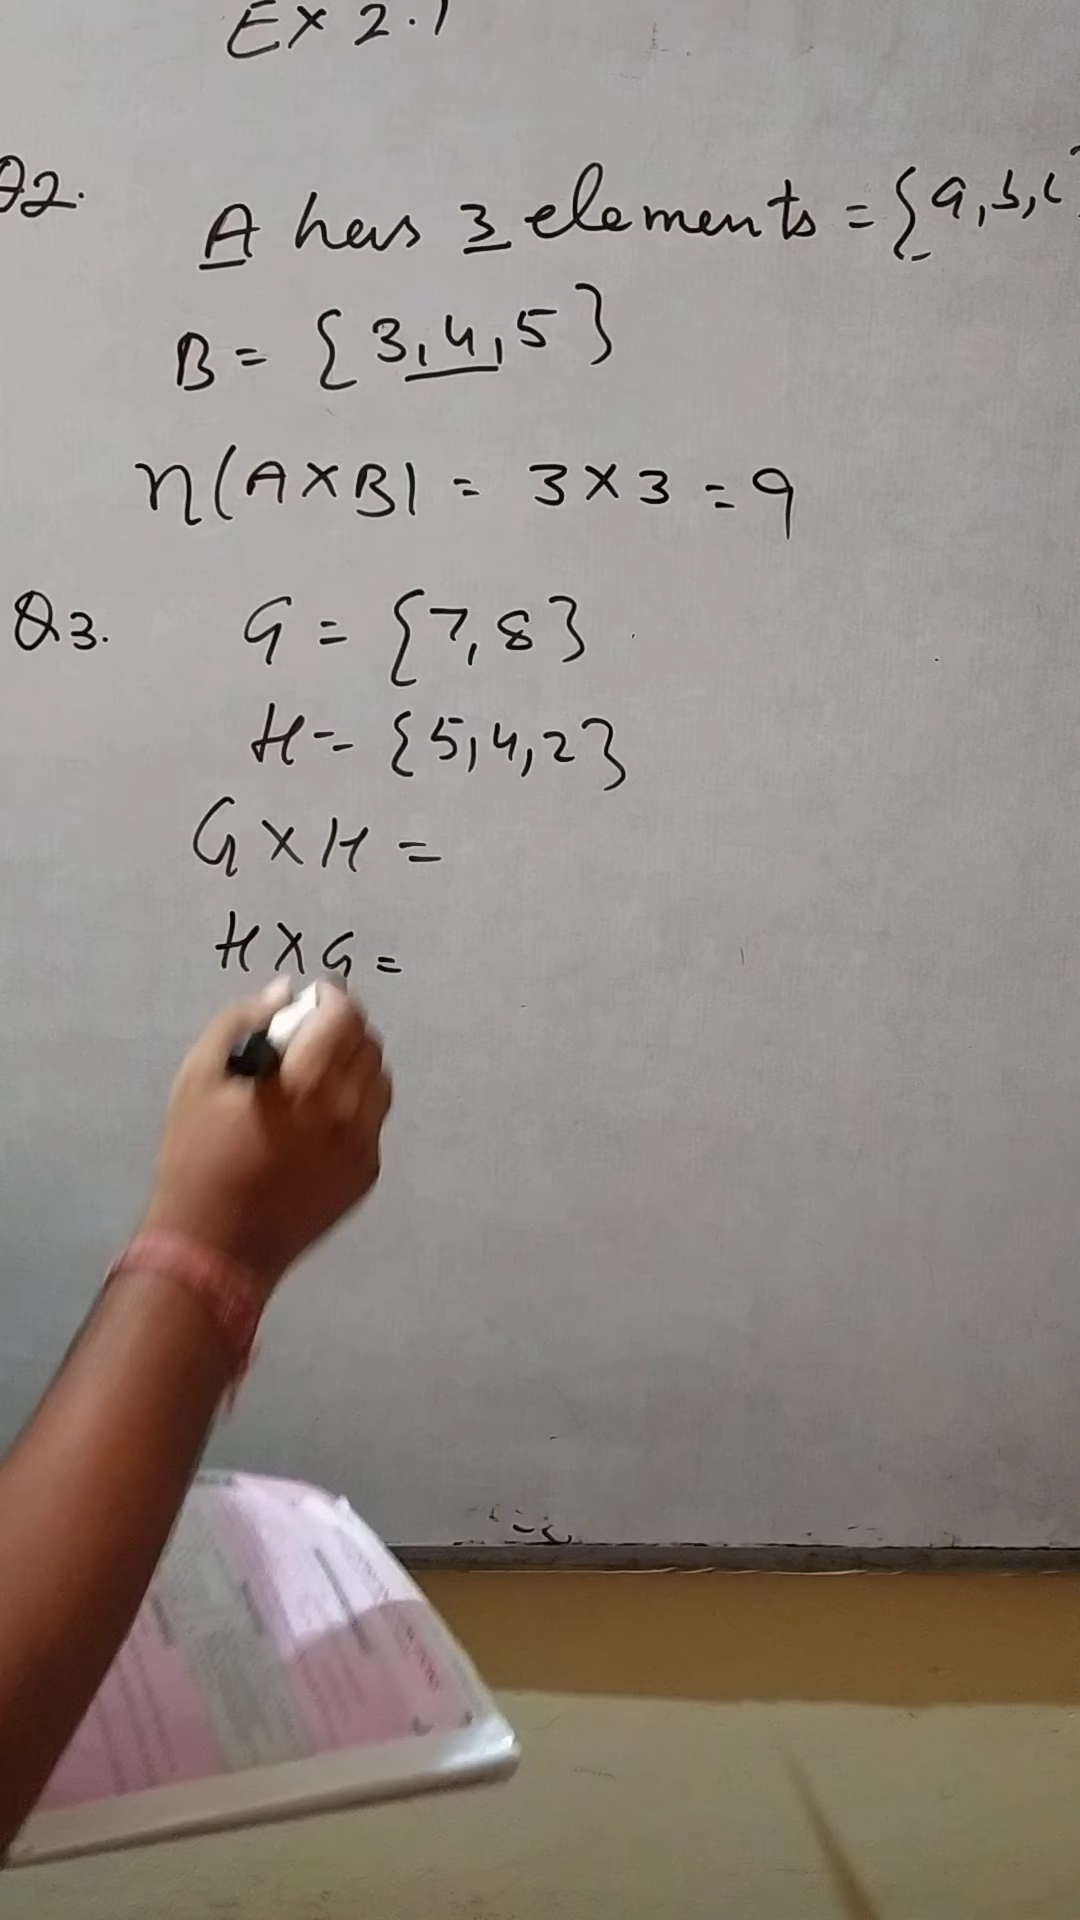 Ex 2.1
Q2.
A has 3 elements = {a,b,c}
B = {3,4,5}
n(A×B) = 3×3 = 9
Q3. G = {7,8}
H = {5,4,2}
G×H =
H×G =